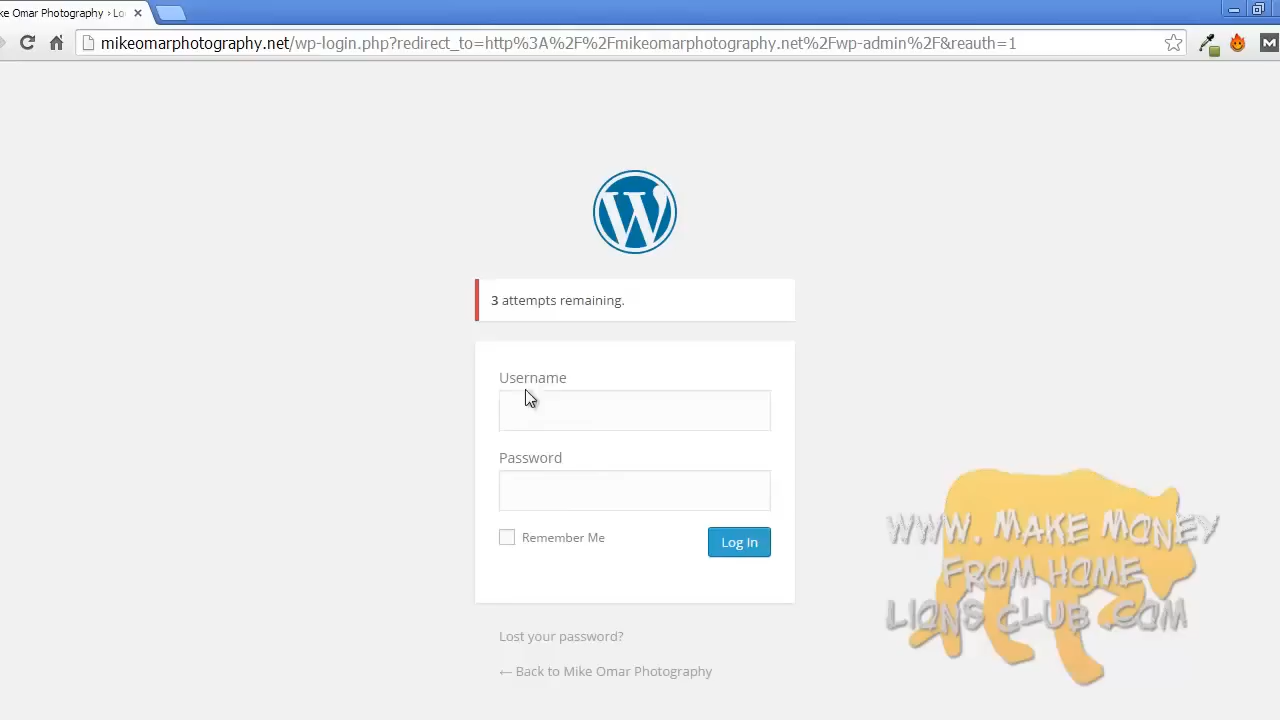 ke Omar Photography › Lo
mikeomarphotography.net/wp-login.php?redirect_to=http%3A%2F%2Fmikeomarphotography.net%2Fwp-admin%2F&reauth=1
3 attempts remaining.
Username
Password
Remember Me
Log In
WWW. MAKE MONEY
FROM HOME
LIONS CLUB .COM
Lost your password?
← Back to Mike Omar Photography